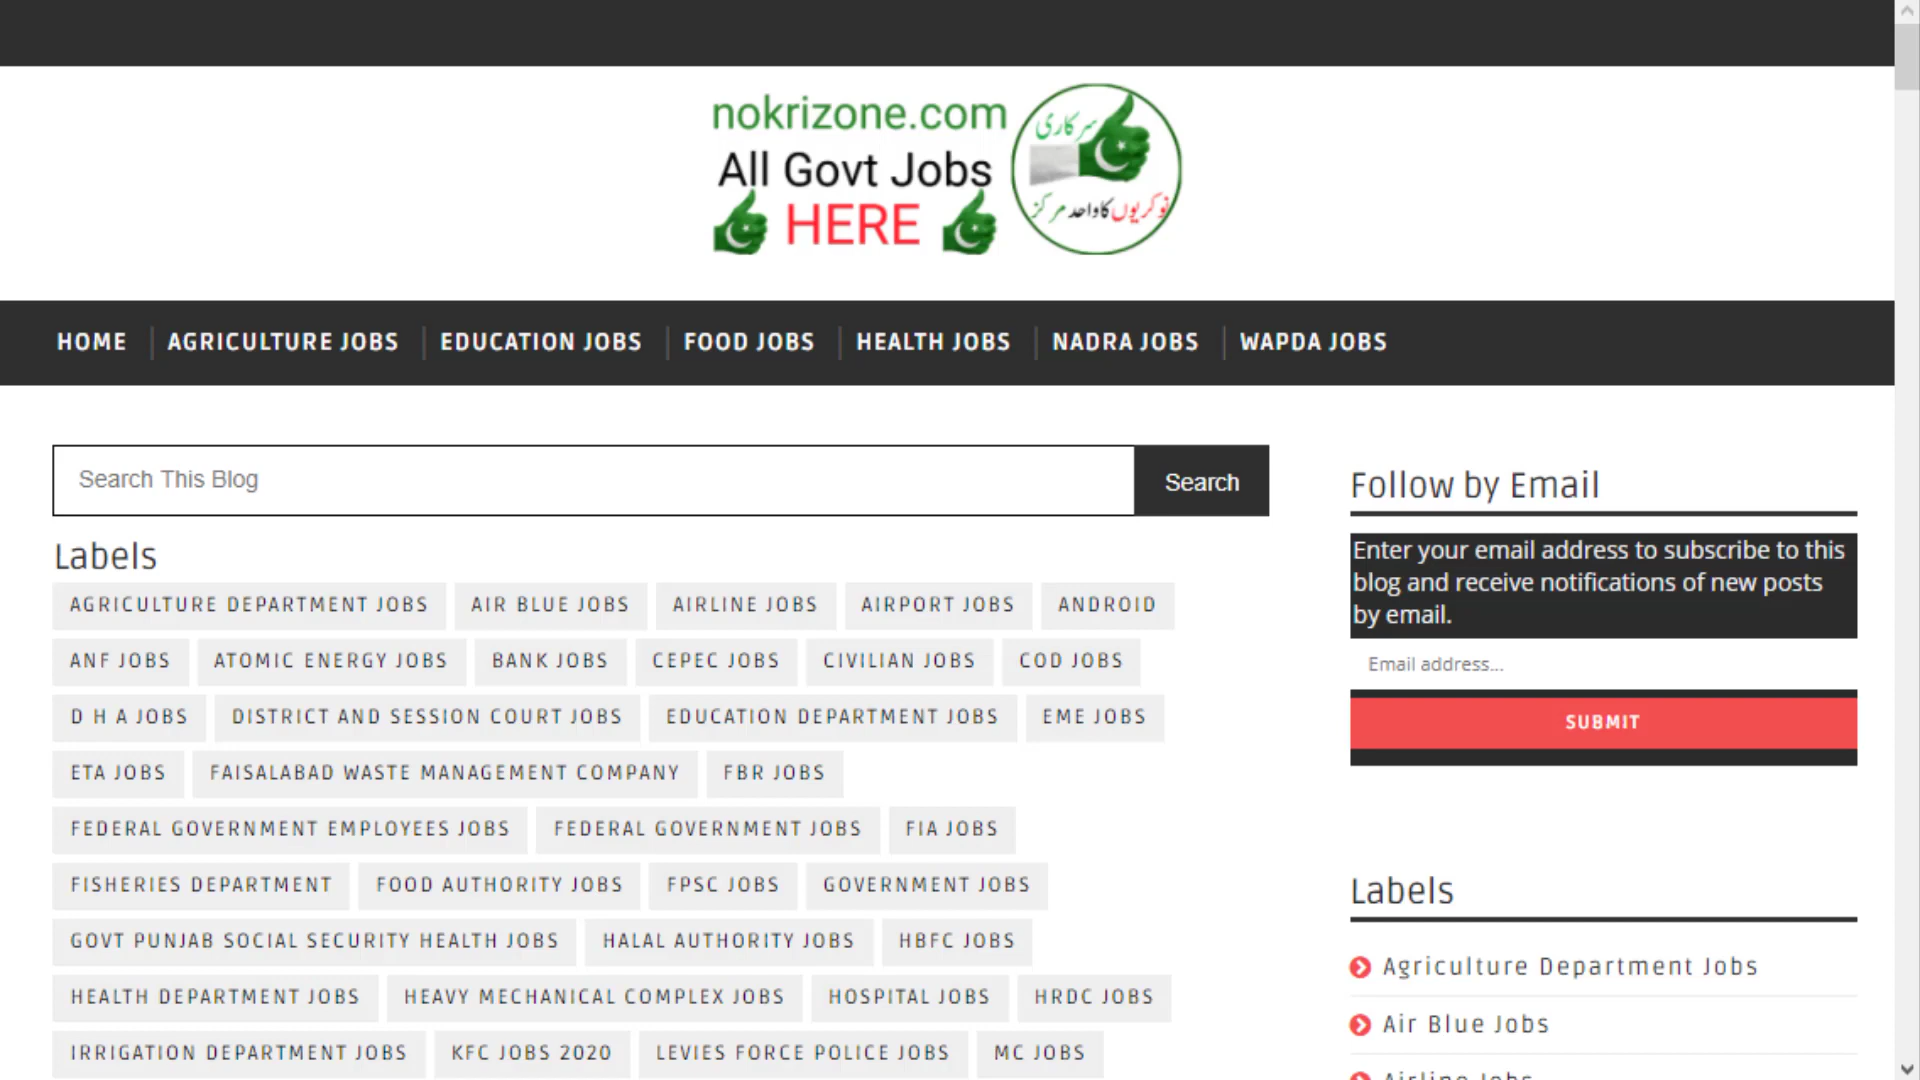 nokrizone.com
All Govt Jobs
HERE
سرکاری
نوکریوں کا واحد مرکز
HOME
AGRICULTURE JOBS
EDUCATION JOBS
FOOD JOBS
HEALTH JOBS
NADRA JOBS
WAPDA JOBS
Search This Blog
Search
Labels
AGRICULTURE DEPARTMENT JOBS
AIR BLUE JOBS
AIRLINE JOBS
AIRPORT JOBS
ANDROID
ANF JOBS
ATOMIC ENERGY JOBS
BANK JOBS
CEPEC JOBS
CIVILIAN JOBS
COD JOBS
D H A JOBS
DISTRICT AND SESSION COURT JOBS
EDUCATION DEPARTMENT JOBS
EME JOBS
ETA JOBS
FAISALABAD WASTE MANAGEMENT COMPANY
FBR JOBS
FEDERAL GOVERNMENT EMPLOYEES JOBS
FEDERAL GOVERNMENT JOBS
FIA JOBS
FISHERIES DEPARTMENT
FOOD AUTHORITY JOBS
FPSC JOBS
GOVERNMENT JOBS
GOVT PUNJAB SOCIAL SECURITY HEALTH JOBS
HALAL AUTHORITY JOBS
HBFC JOBS
HEALTH DEPARTMENT JOBS
HEAVY MECHANICAL COMPLEX JOBS
HOSPITAL JOBS
HRDC JOBS
IRRIGATION DEPARTMENT JOBS
KFC JOBS 2020
LEVIES FORCE POLICE JOBS
MC JOBS
Follow by Email
Enter your email address to subscribe to this
blog and receive notifications of new posts
by email.
Email address...
SUBMIT
Labels
Agriculture Department Jobs
Air Blue Jobs
Airline Jobs